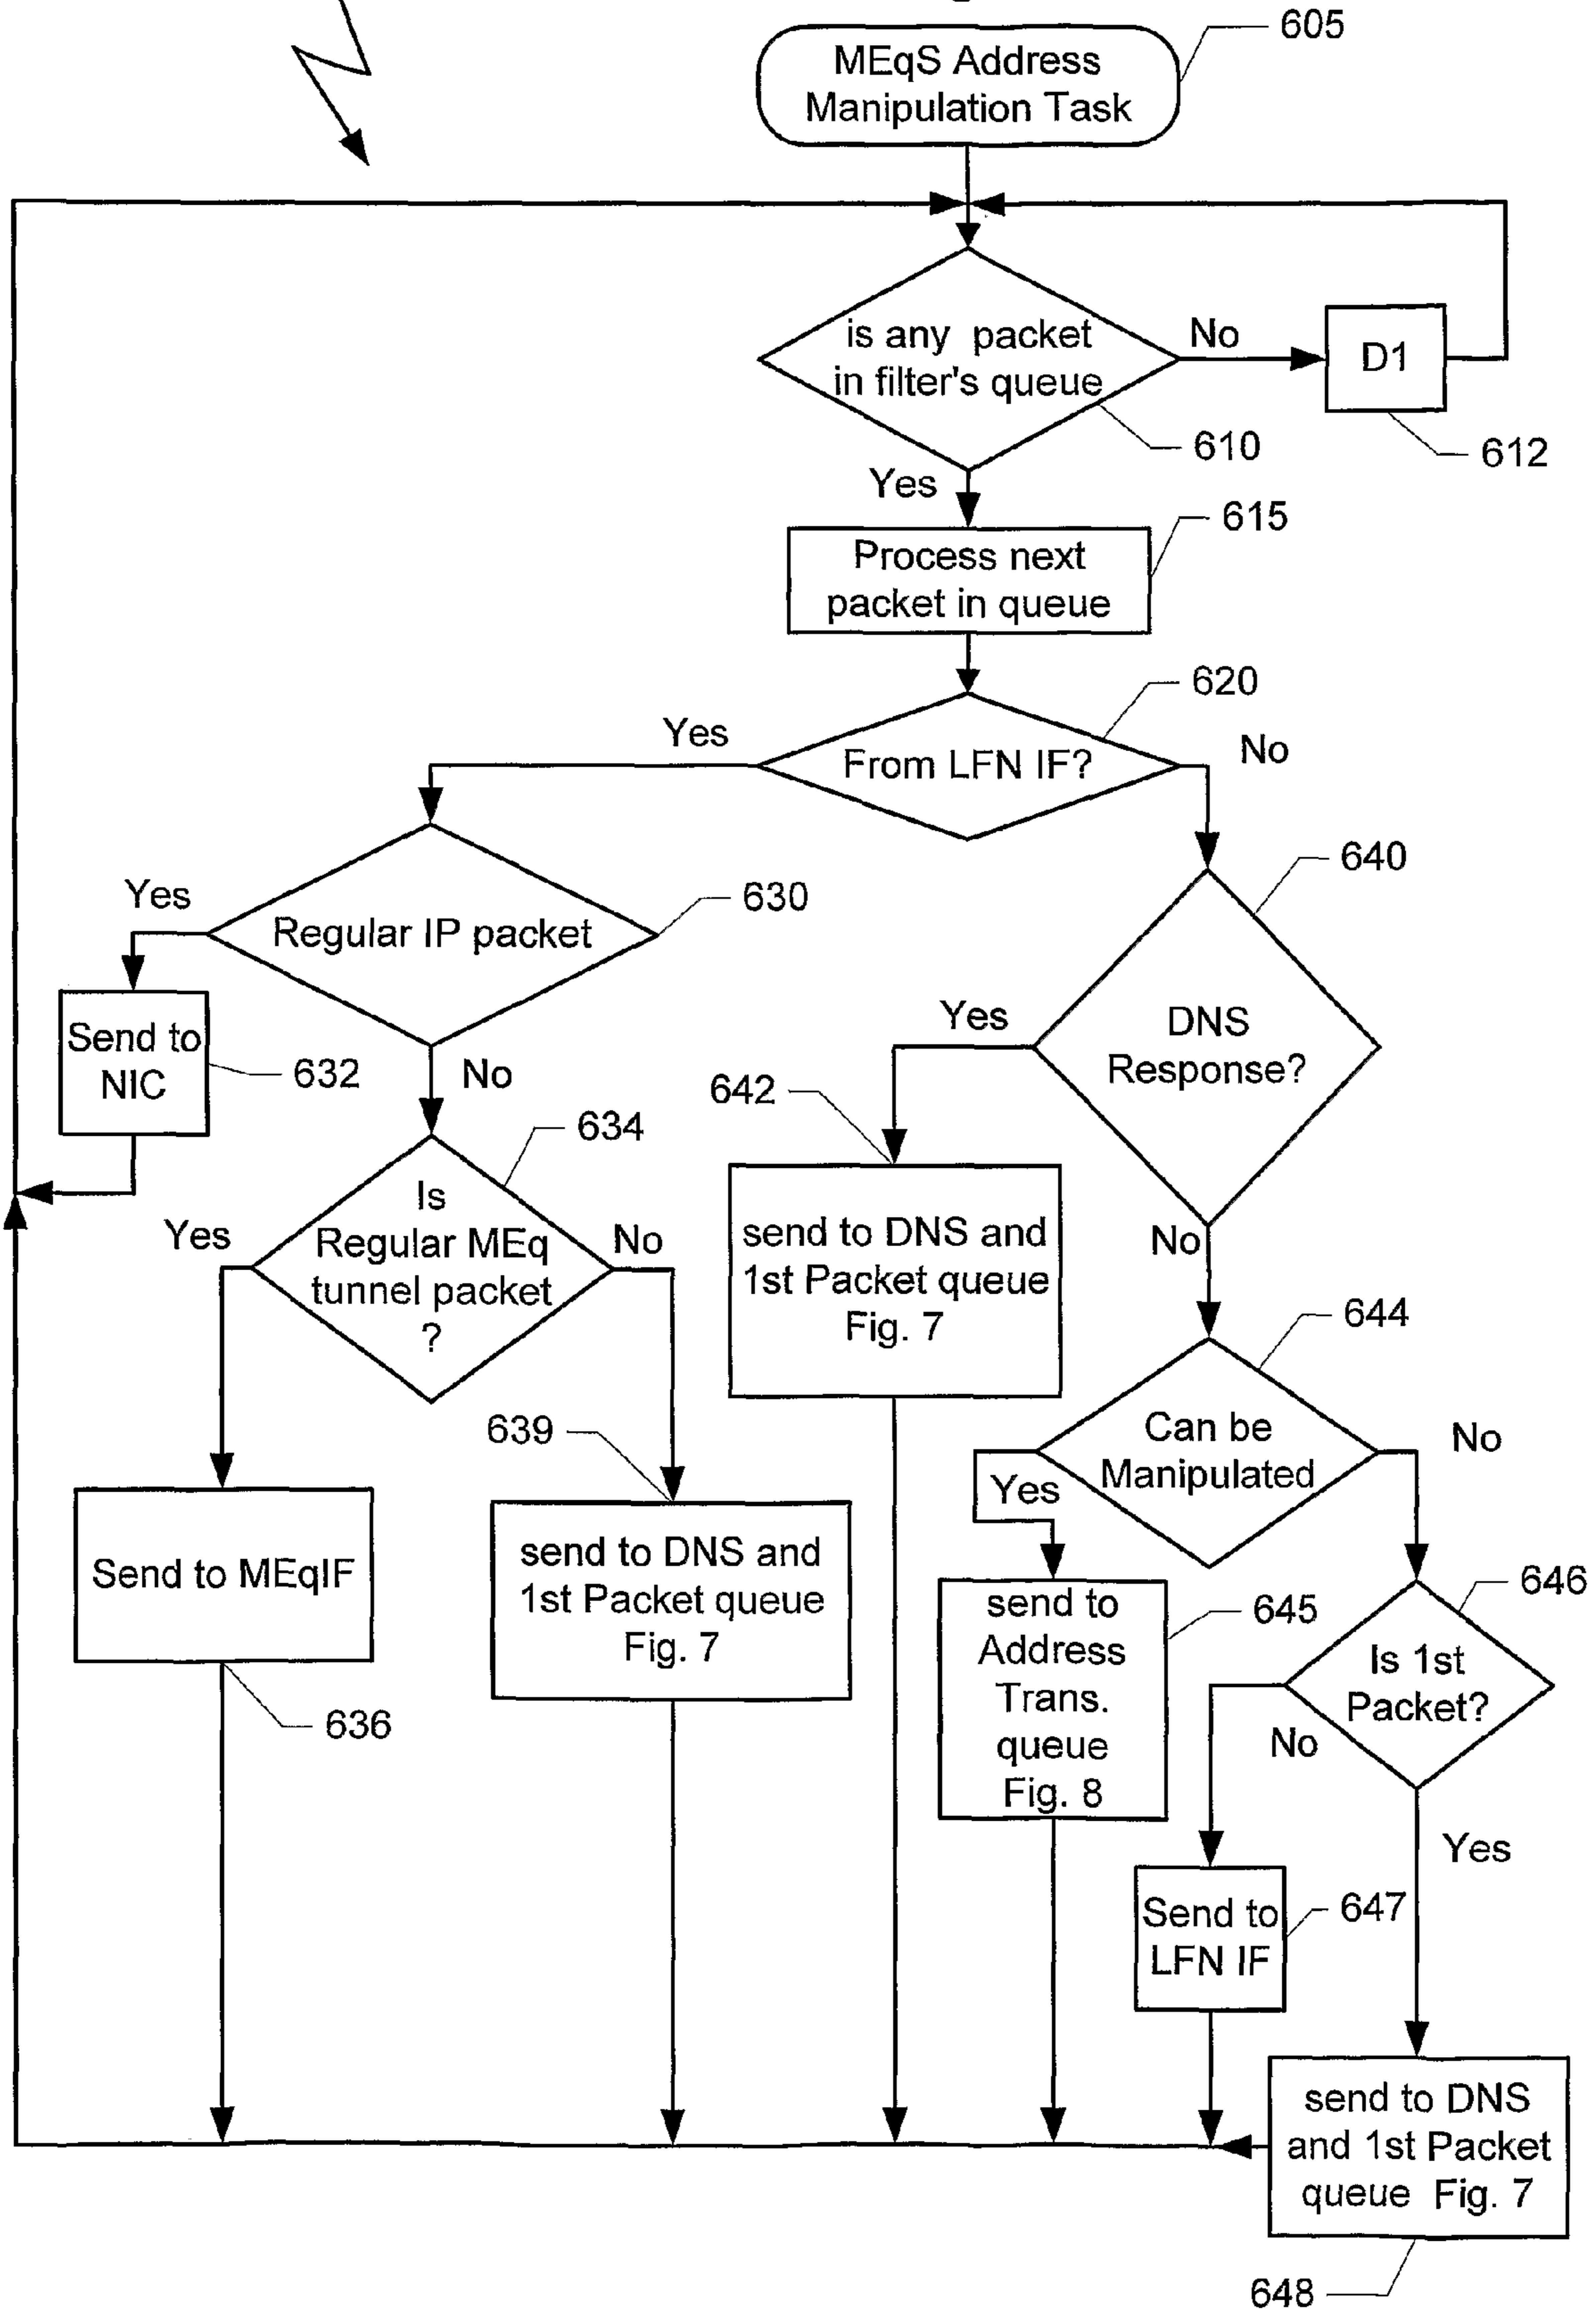 605
MEqS Address
Manipulation Task
is any packet
in filter's queue
No
D1
610
612
Yes
615
Process next
packet in queue
620
Yes
From LFN IF?
No
640
Yes
630
Regular IP packet
DNS
Response?
Yes
Send to
NIC
632
No
642
634
Is
Regular MEq
tunnel packet
?
Yes
No
send to DNS and
1st Packet queue
Fig. 7
No
644
639
Can be
Manipulated
No
Yes
Send to MEqIF
send to DNS and
1st Packet queue
Fig. 7
646
send to
Address
Trans.
queue
Fig. 8
645
Is 1st
Packet?
636
No
Yes
Send to
LFN IF
647
send to DNS
and 1st Packet
queue Fig. 7
648